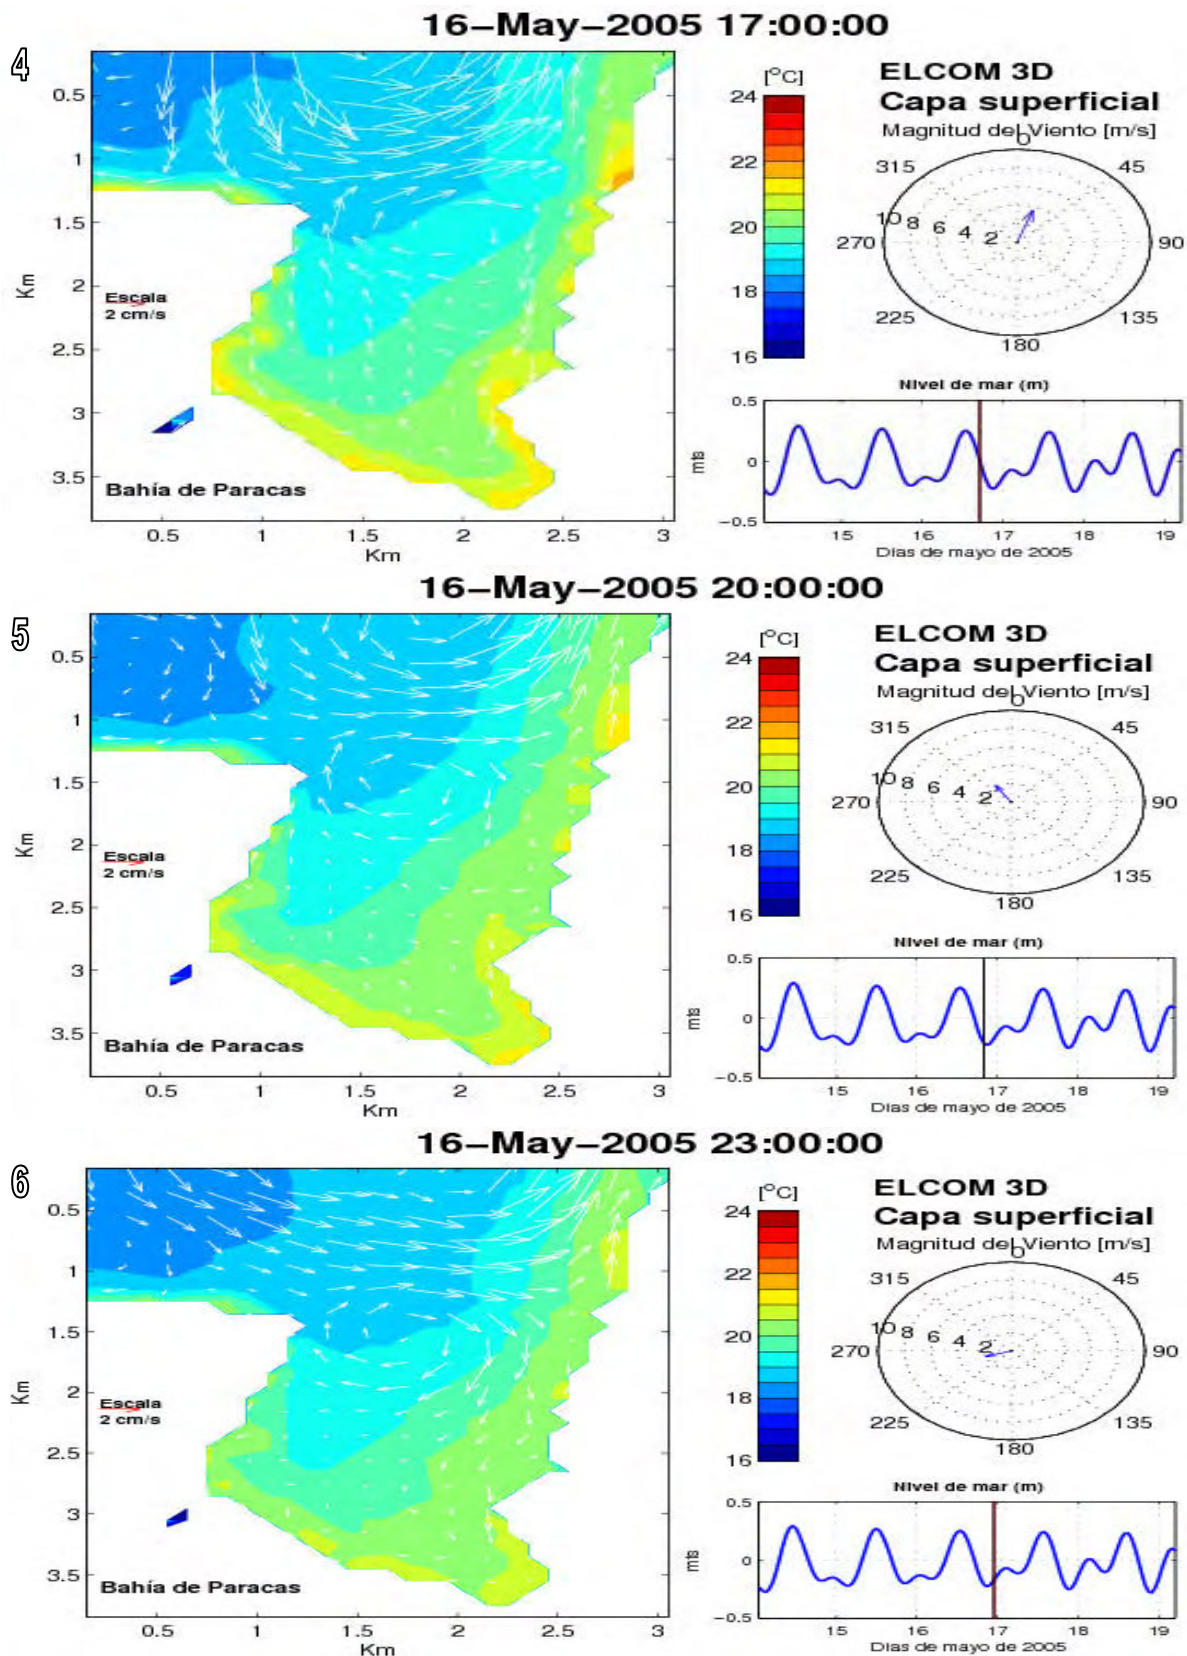 4
16-May-2005 17:00:00
0.5
1
1.5
2
2.5
3
3.5
Km
Escala
2 cm/s
Bahía de Paracas
0.5 1 1.5 2 2.5 3
Km
[°C]
24
22
20
18
16
ELCOM 3D
Capa superficial
Magnitud del Viento [m/s]
0
315 45
10 8 6 4 2
270 90
225 135
180
Nivel de mar (m)
0.5
0
-0.5
mts
15 16 17 18 19
Días de mayo de 2005
5
16-May-2005 20:00:00
0.5
1
1.5
2
2.5
3
3.5
Km
Escala
2 cm/s
Bahía de Paracas
0.5 1 1.5 2 2.5 3
Km
[°C]
24
22
20
18
16
ELCOM 3D
Capa superficial
Magnitud del Viento [m/s]
0
315 45
10 8 6 4 2
270 90
225 135
180
Nivel de mar (m)
0.5
0
-0.5
mts
15 16 17 18 19
Días de mayo de 2005
6
16-May-2005 23:00:00
0.5
1
1.5
2
2.5
3
3.5
Km
Escala
2 cm/s
Bahía de Paracas
0.5 1 1.5 2 2.5 3
Km
[°C]
24
22
20
18
16
ELCOM 3D
Capa superficial
Magnitud del Viento [m/s]
0
315 45
10 8 6 4 2
270 90
225 135
180
Nivel de mar (m)
0.5
0
-0.5
mts
15 16 17 18 19
Días de mayo de 2005